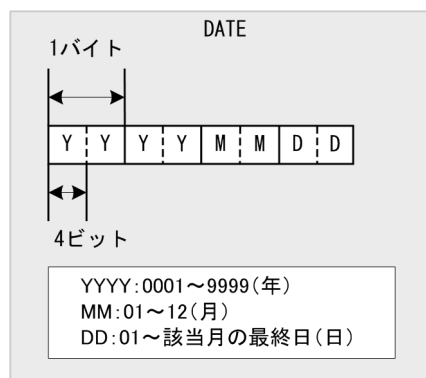 DATE
1バイト
Y Y Y Y M M D D
4ビット
YYYY:0001～9999(年)
MM:01～12(月)
DD:01～該当月の最終日(日)